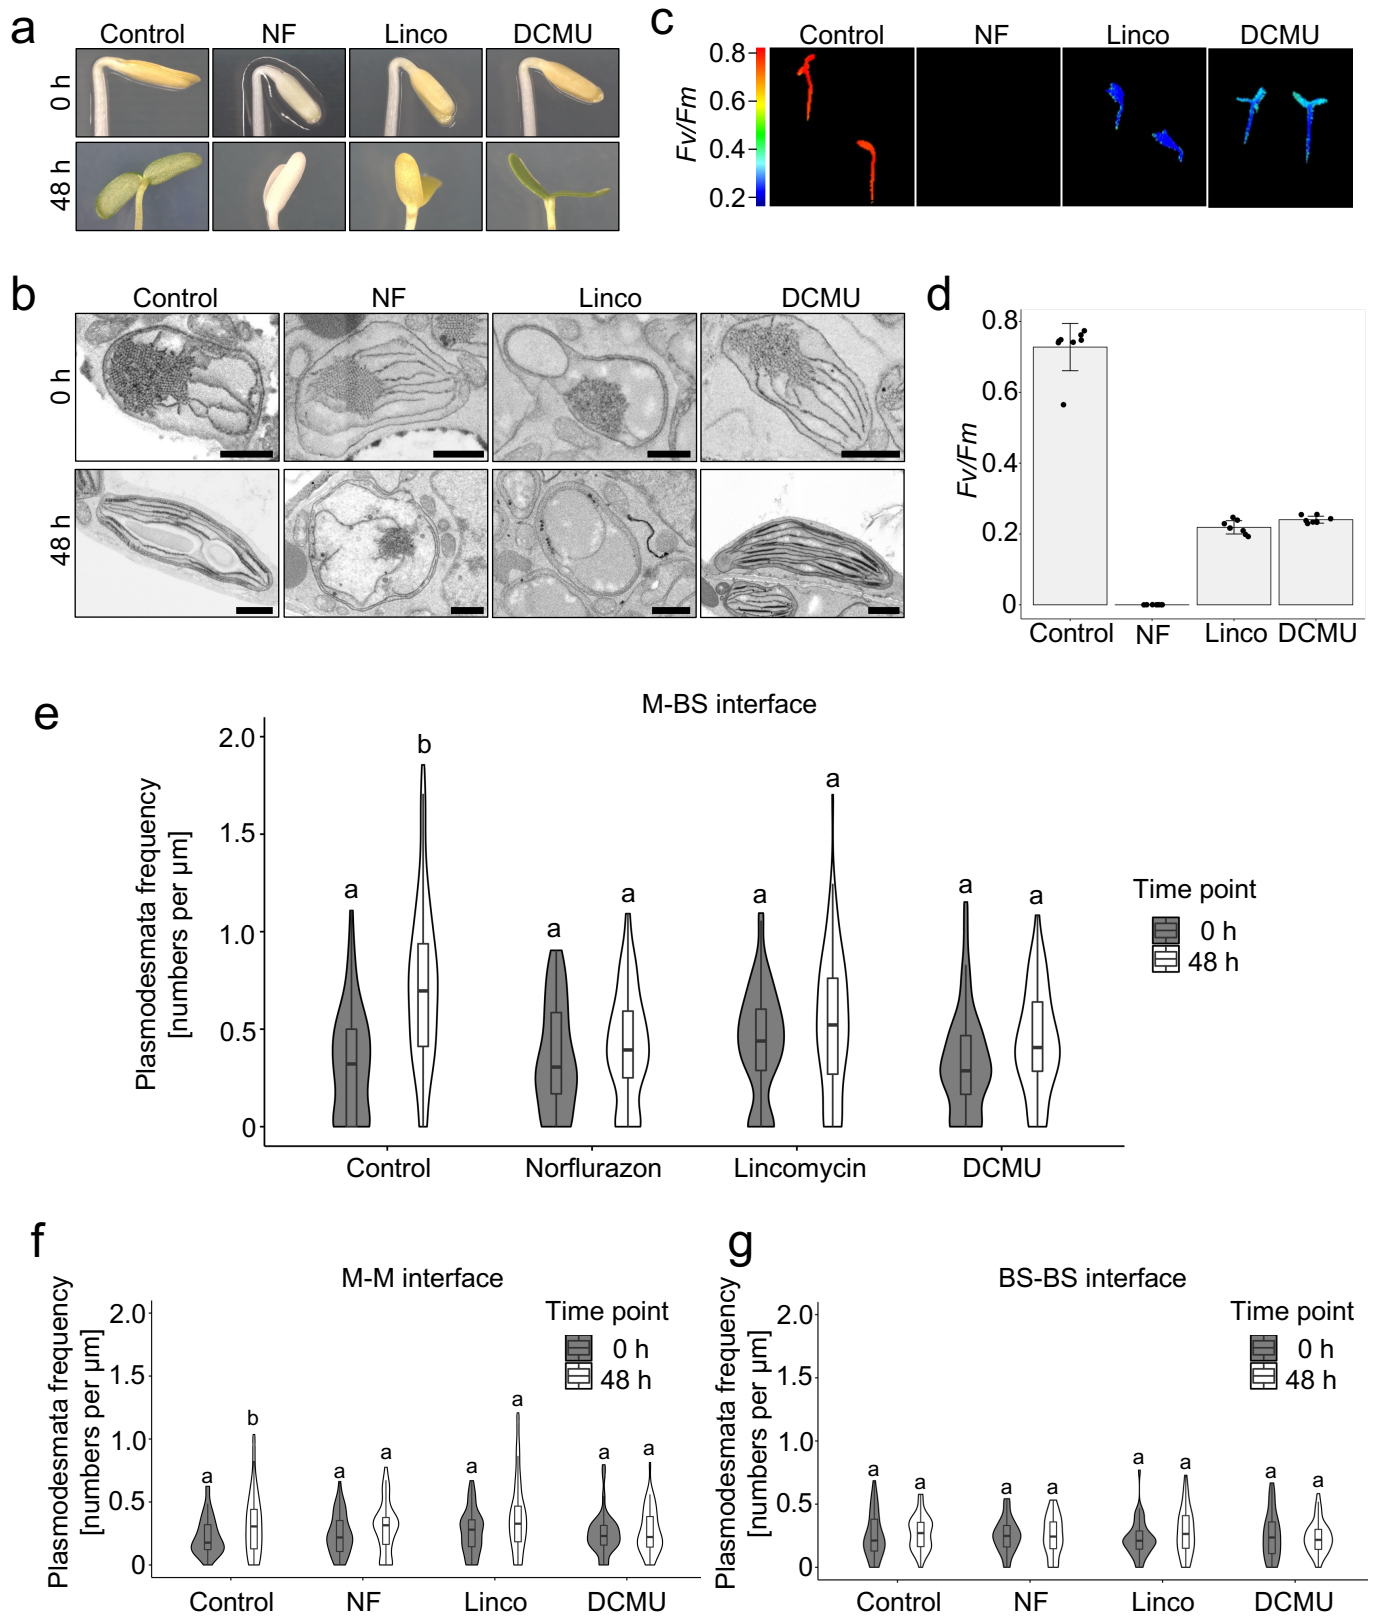 a
Control NF Linco DCMU
0 h
48 h
c
Control NF Linco DCMU
Fv/Fm
0.8
0.6
0.4
0.2
b
Control NF Linco DCMU
0 h
48 h
d
Fv/Fm
0.8
0.6
0.4
0.2
0
Control NF Linco DCMU
e
M-BS interface
Plasmodesmata frequency
[numbers per µm]
2.0
1.5
1.0
0.5
0
a b a a a a a a
Control Norflurazon Lincomycin DCMU
Time point
0 h
48 h
f
M-M interface
Plasmodesmata frequency
[numbers per µm]
2.0
1.5
1.0
0.5
0
a b a a a a a a
Control NF Linco DCMU
Time point
0 h
48 h
g
BS-BS interface
Plasmodesmata frequency
[numbers per µm]
2.0
1.5
1.0
0.5
0
a a a a a a a a
Control NF Linco DCMU
Time point
0 h
48 h